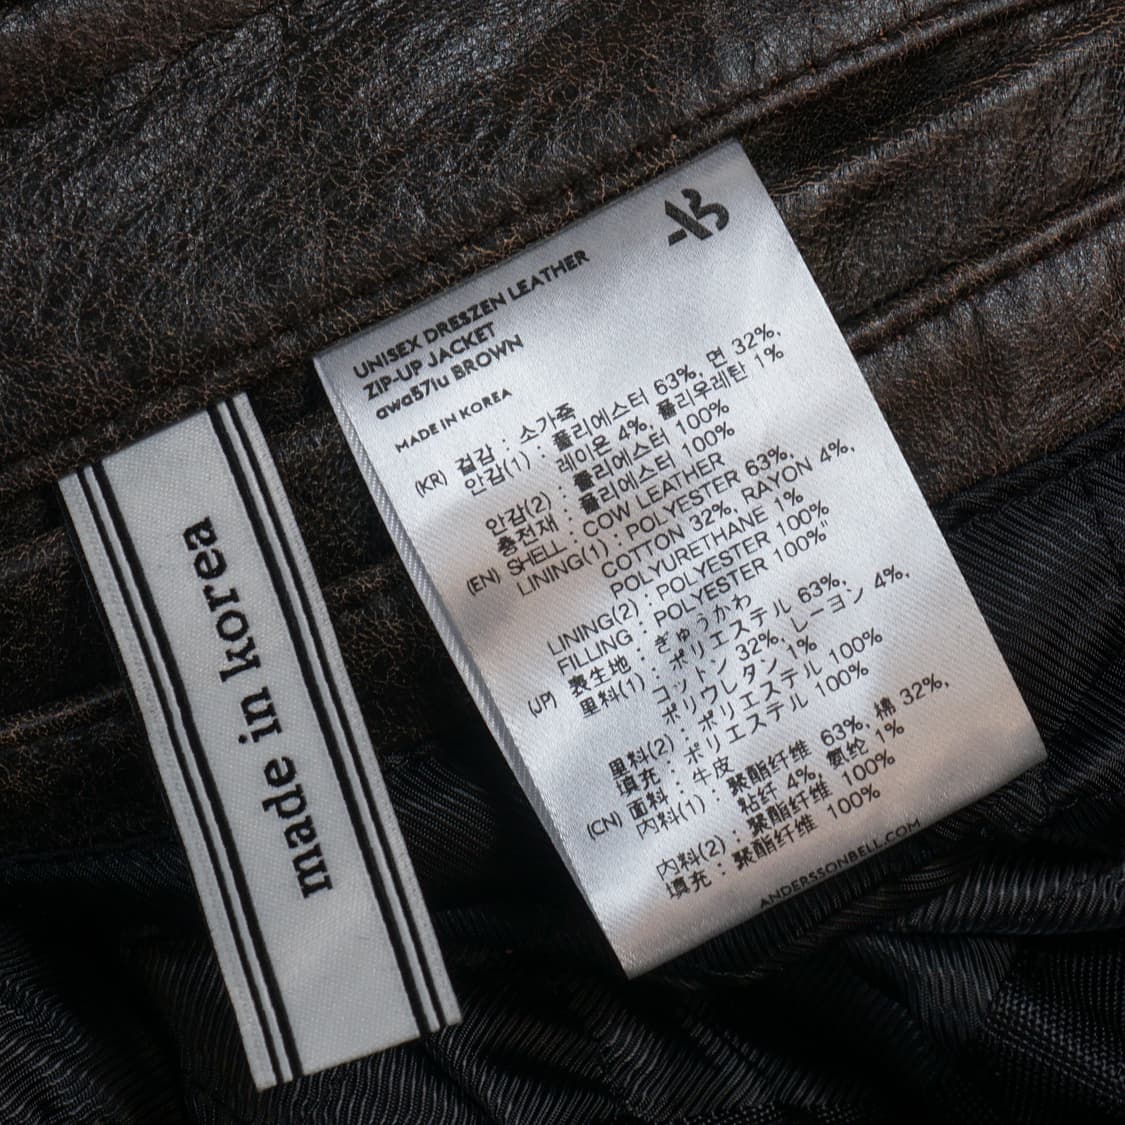 made in korea
AB
UNISEX DRESZEN LEATHER
ZIP-UP JACKET
awa571u BROWN
MADE IN KOREA
(KR) 겉감 : 소가죽
안감(1) : 폴리에스터 63%, 면 32%,
레이온 4%, 폴리우레탄 1%
안감(2) : 폴리에스터 100%
충전재 : 폴리에스터 100%
(EN) SHELL : COW LEATHER
LINING(1) : POLYESTER 63%,
COTTON 32%, RAYON 4%,
POLYURETHANE 1%
LINING(2) : POLYESTER 100%
FILLING : POLYESTER 100%"
(JP) 表生地 : ぎゅうかわ
里料(1) : ポリエステル 63%,
コットン 32%, レーヨン 4%,
ポリウレタン 1%
里料(2) : ポリエステル 100%
填充 : ポリエステル 100%
(CN) 面料 : 牛皮
内料(1) : 聚酯纤维 63%, 棉 32%,
粘纤 4%, 氨纶 1%
内料(2) : 聚酯纤维 100%
填充 : 聚酯纤维 100%
ANDERSSONBELL.COM